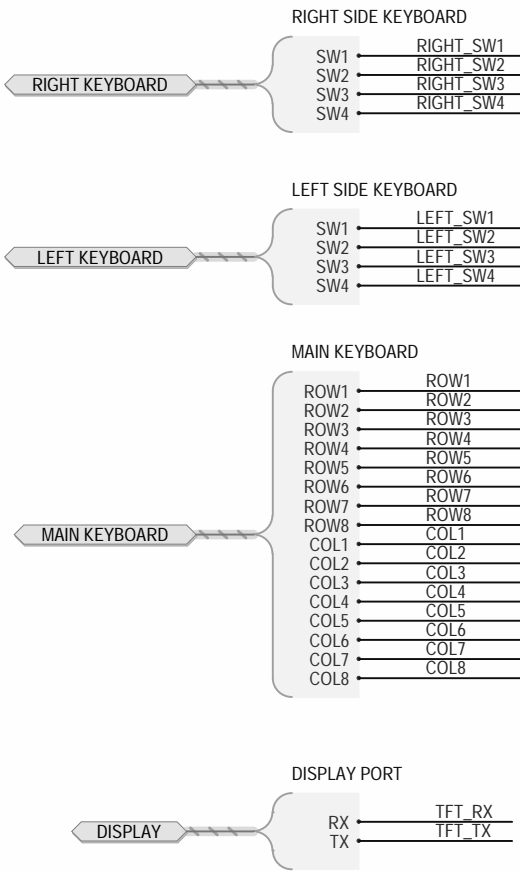 RIGHT SIDE KEYBOARD
SW1 RIGHT_SW1
SW2 RIGHT_SW2
RIGHT KEYBOARD
SW3 RIGHT_SW3
SW4 RIGHT_SW4
LEFT SIDE KEYBOARD
SW1 LEFT_SW1
SW2 LEFT_SW2
LEFT KEYBOARD
SW3 LEFT_SW3
SW4 LEFT_SW4
MAIN KEYBOARD
ROW1 ROW1
ROW2 ROW2
ROW3 ROW3
ROW4 ROW4
ROW5 ROW5
ROW6 ROW6
ROW7 ROW7
ROW8 ROW8
MAIN KEYBOARD
COL1 COL1
COL2 COL2
COL3 COL3
COL4 COL4
COL5 COL5
COL6 COL6
COL7 COL7
COL8 COL8
DISPLAY PORT
RX TFT_RX
DISPLAY
TX TFT_TX